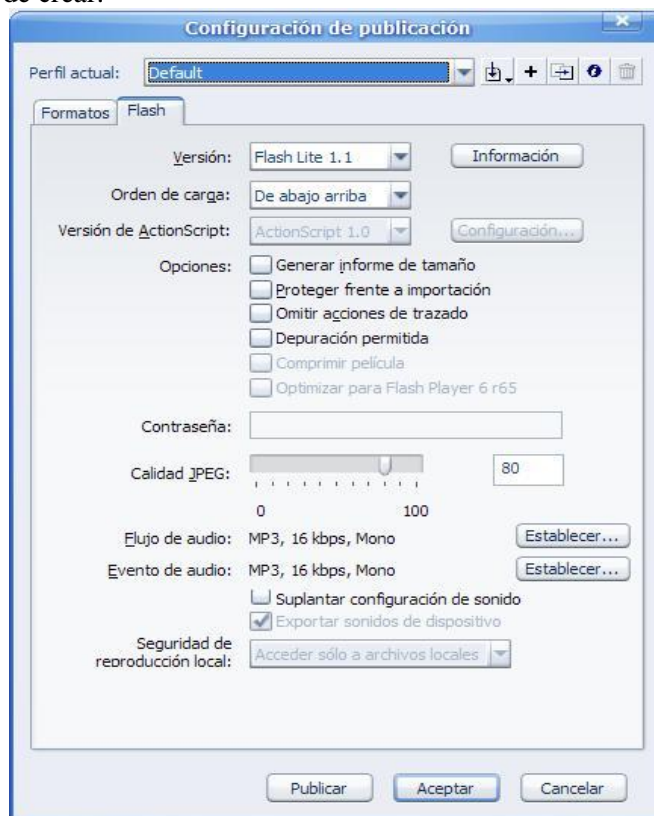 de crear.
Configuración de publicación
Perfil actual: Default
Formatos Flash
Versión: Flash Lite 1.1 Información
Orden de carga: De abajo arriba
Versión de ActionScript: ActionScript 1.0 Configuración...
Opciones: Generar informe de tamaño
Proteger frente a importación
Omitir acciones de trazado
Depuración permitida
Comprimir película
Optimizar para Flash Player 6 r65
Contraseña:
Calidad JPEG: 80
0 100
Flujo de audio: MP3, 16 kbps, Mono Establecer...
Evento de audio: MP3, 16 kbps, Mono Establecer...
Suplantar configuración de sonido
Exportar sonidos de dispositivo
Seguridad de
reproducción local: Acceder sólo a archivos locales
Publicar Aceptar Cancelar